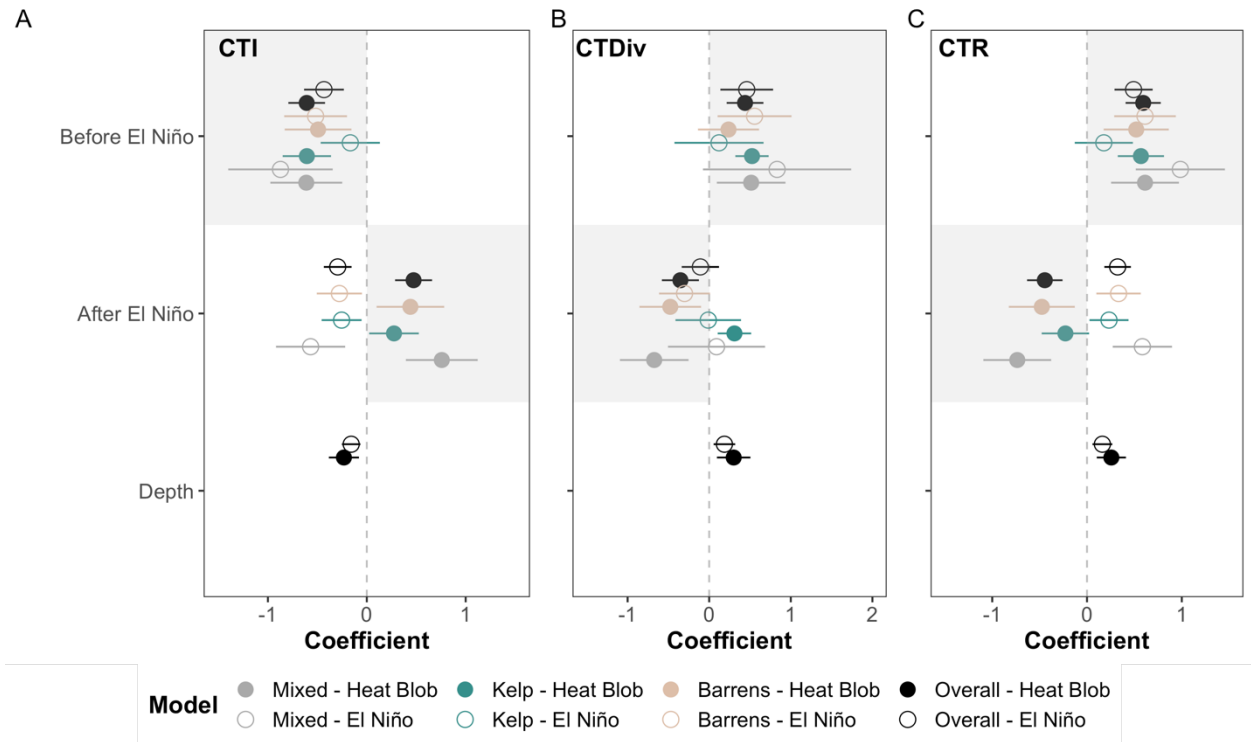 A
B
C
CTI
CTDiv
CTR
Before El Niño
After El Niño
Depth
-1 0 1
-1 0 1 2
-1 0 1
Coefficient
Coefficient
Coefficient
Model
Mixed - Heat Blob
Kelp - Heat Blob
Barrens - Heat Blob
Overall - Heat Blob
Mixed - El Niño
Kelp - El Niño
Barrens - El Niño
Overall - El Niño